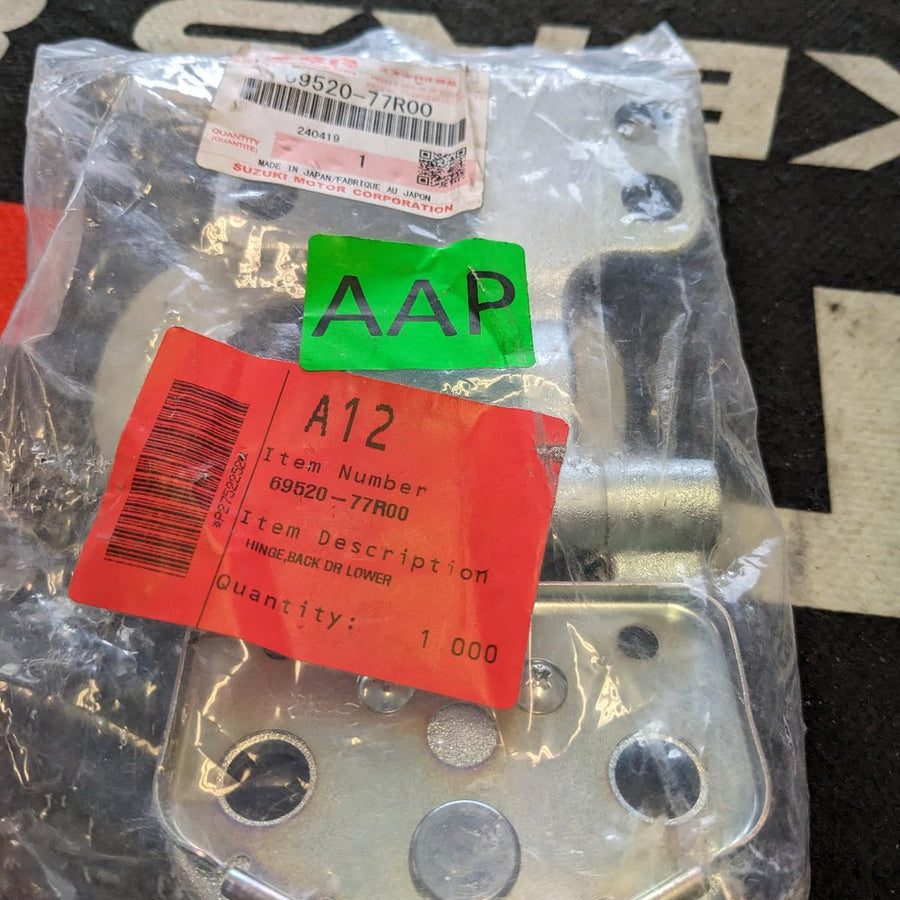 69520-77R00
240419
QUANTITY
(QUANTITE)
1
MADE IN JAPAN/FABRIQUE AU JAPON
SUZUKI MOTOR CORPORATION
AAP
A12
Item Number
69520-77R00
Item Description
HINGE,BACK DR LOWER
Quantity:
1 000